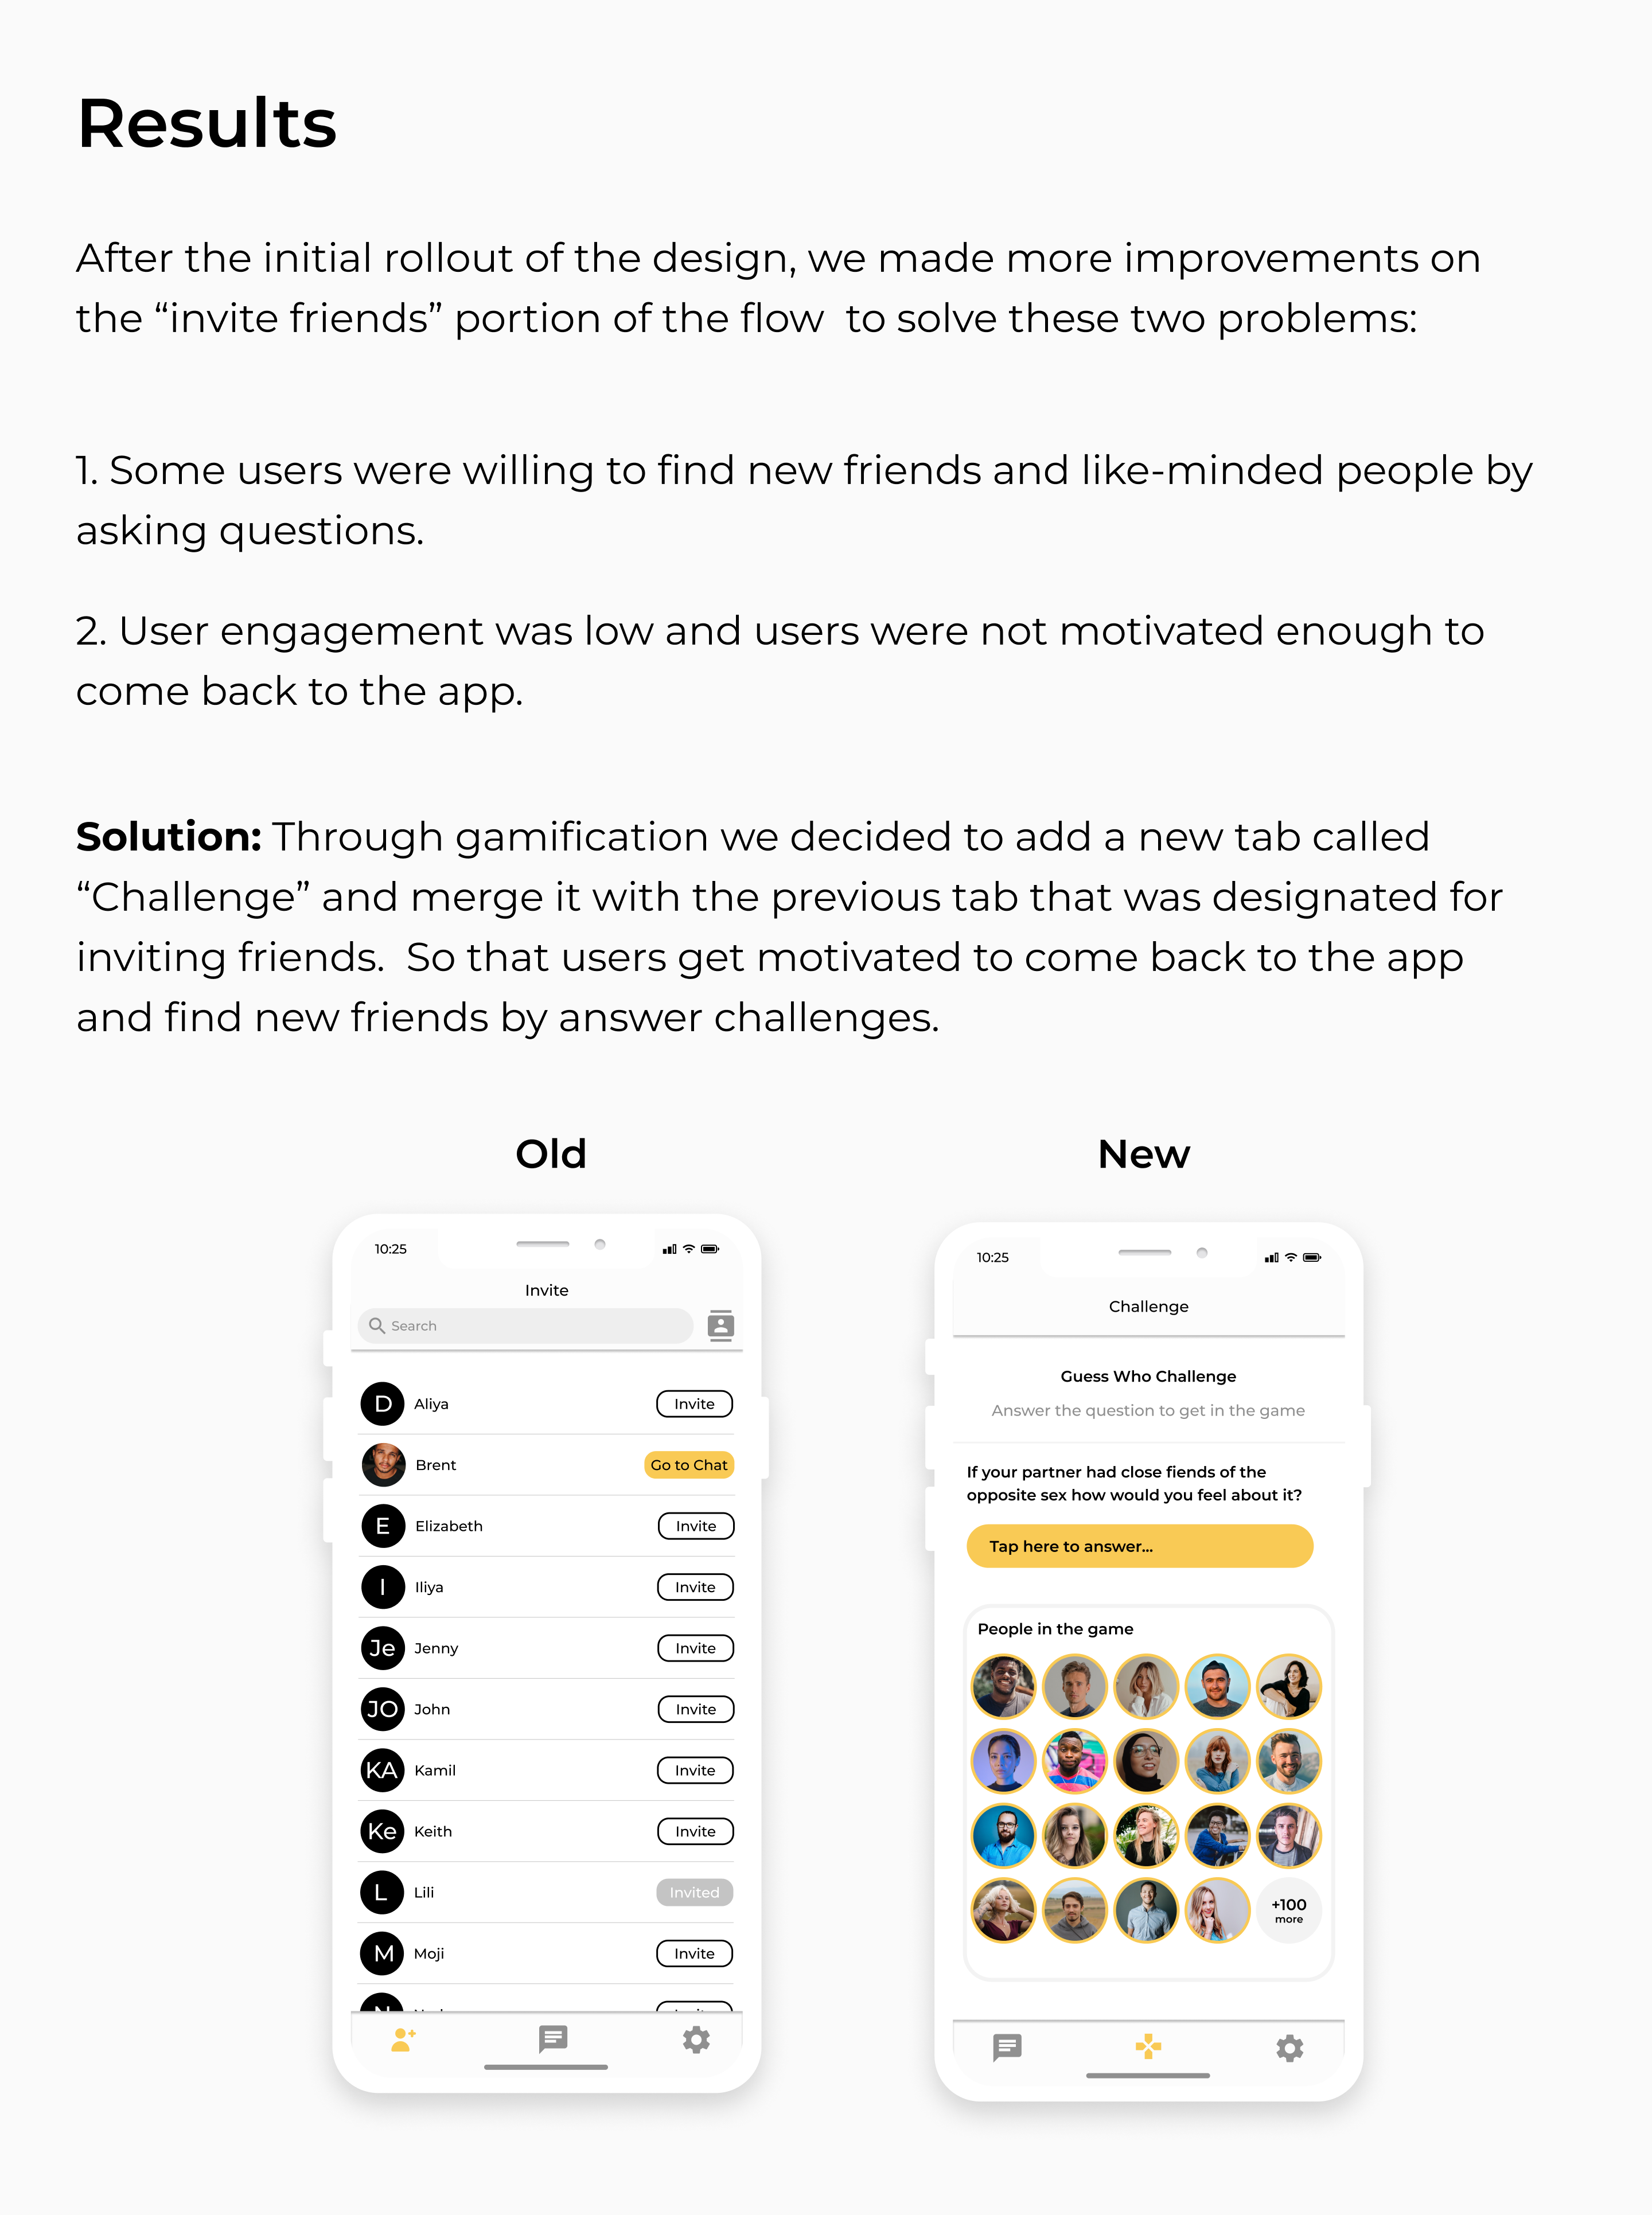 Results
After the initial rollout of the design, we made more improvements on
the “invite friends” portion of the flow  to solve these two problems:
1. Some users were willing to find new friends and like-minded people by
asking questions.
2. User engagement was low and users were not motivated enough to
come back to the app.
Solution: Through gamification we decided to add a new tab called
“Challenge” and merge it with the previous tab that was designated for
inviting friends.  So that users get motivated to come back to the app
and find new friends by answer challenges.
Old
10:25
Invite
Search
D Aliya Invite
Brent Go to Chat
E Elizabeth Invite
I Iliya Invite
Je Jenny Invite
JO John Invite
KA Kamil Invite
Ke Keith Invite
L Lili Invited
M Moji Invite
New
10:25
Challenge
Guess Who Challenge
Answer the question to get in the game
If your partner had close fiends of the
opposite sex how would you feel about it?
Tap here to answer...
People in the game
+100
more